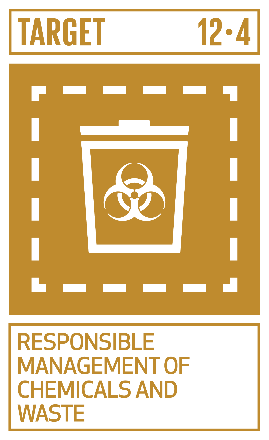 TARGET 12.4
RESPONSIBLE
MANAGEMENT OF
CHEMICALS AND
WASTE